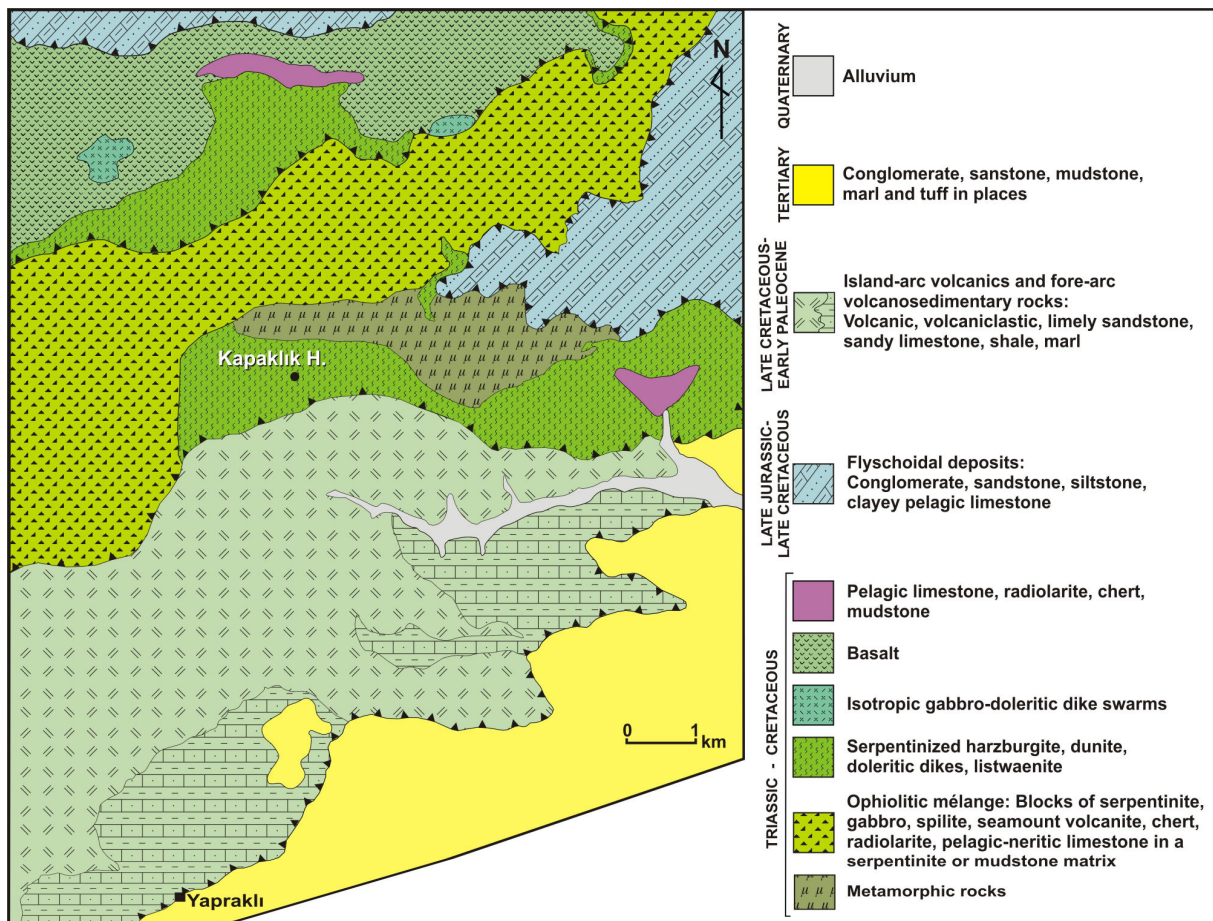 N
Kapaklık H.
0 1
km
Yapraklı
QUATERNARY
Alluvium
TERTIARY
Conglomerate, sanstone, mudstone,
marl and tuff in places
LATE CRETACEOUS-
EARLY PALEOCENE
Island-arc volcanics and fore-arc
volcanosedimentary rocks:
Volcanic, volcaniclastic, limely sandstone,
sandy limestone, shale, marl
LATE JURASSIC-
LATE CRETACEOUS
Flyschoidal deposits:
Conglomerate, sandstone, siltstone,
clayey pelagic limestone
TRIASSIC - CRETACEOUS
Pelagic limestone, radiolarite, chert,
mudstone
Basalt
Isotropic gabbro-doleritic dike swarms
Serpentinized harzburgite, dunite,
doleritic dikes, listwaenite
Ophiolitic mélange: Blocks of serpentinite,
gabbro, spilite, seamount volcanite, chert,
radiolarite, pelagic-neritic limestone in a
serpentinite or mudstone matrix
Metamorphic rocks